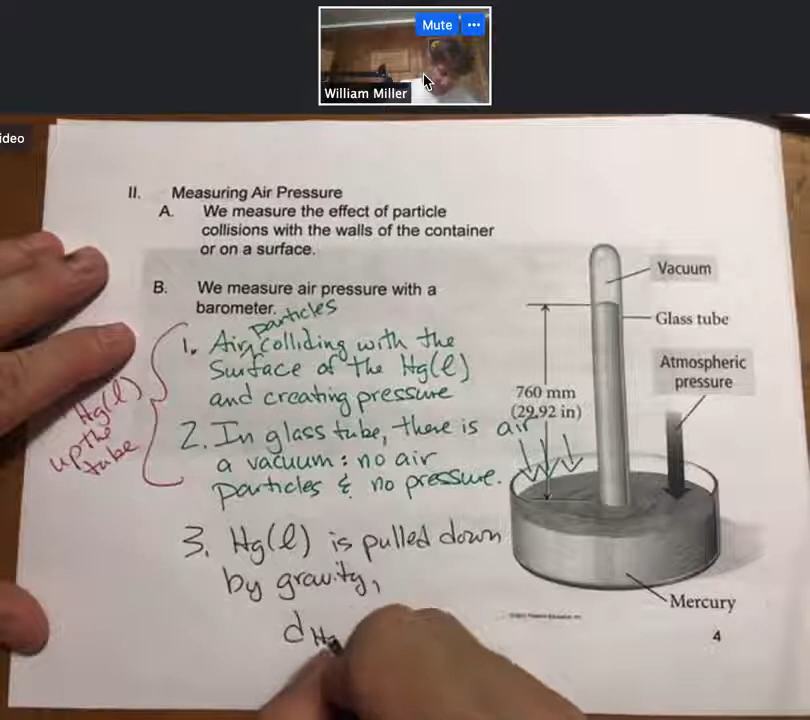 Mute
William Miller
ideo
II. Measuring Air Pressure
A. We measure the effect of particle
collisions with the walls of the container
or on a surface.
B. We measure air pressure with a
barometer.
particles
1. Air colliding with the
surface of the Hg(l)
and creating pressure
2. In glass tube, there is
a vacuum: no air
particles & no pressure.
Hg(l)
up the
tube
3. Hg(l) is pulled down
by gravity,
d Hg
Vacuum
Glass tube
Atmospheric
pressure
760 mm
(29.92 in)
air
Mercury
4